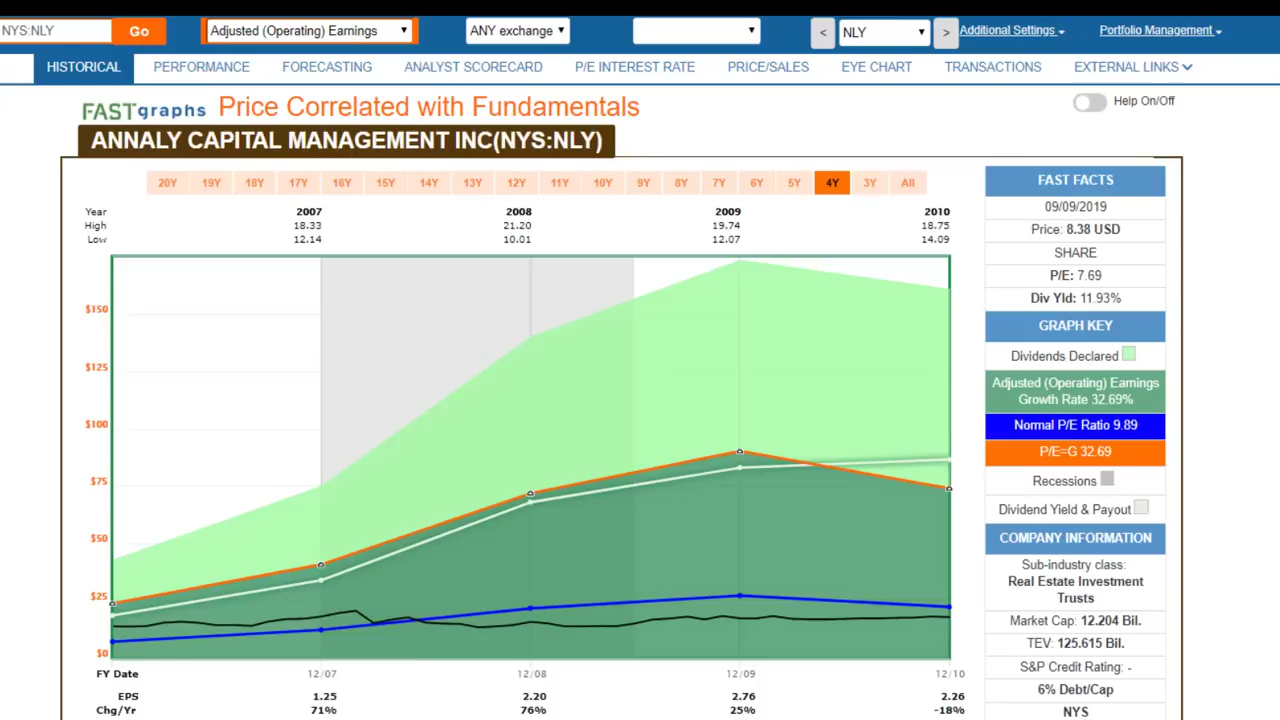 NYS:NLY Go Adjusted (Operating) Earnings ANY exchange < NLY > Additional Settings Portfolio Management
HISTORICAL PERFORMANCE FORECASTING ANALYST SCORECARD P/E INTEREST RATE PRICE/SALES EYE CHART TRANSACTIONS EXTERNAL LINKS
FASTgraphs Price Correlated with Fundamentals
Help On/Off
ANNALY CAPITAL MANAGEMENT INC(NYS:NLY)
20Y 19Y 18Y 17Y 16Y 15Y 14Y 13Y 12Y 11Y 10Y 9Y 8Y 7Y 6Y 5Y 4Y 3Y All
Year 2007 2008 2009 2010
High 18.33 21.20 19.74 18.75
Low 12.14 10.01 12.07 14.09
$150
$125
$100
$75
$50
$25
$0
FY Date 12/07 12/08 12/09 12/10
EPS 1.25 2.20 2.76 2.26
Chg/Yr 71% 76% 25% -18%
FAST FACTS
09/09/2019
Price: 8.38 USD
SHARE
P/E: 7.69
Div Yld: 11.93%
GRAPH KEY
Dividends Declared
Adjusted (Operating) Earnings
Growth Rate 32.69%
Normal P/E Ratio 9.89
P/E=G 32.69
Recessions
Dividend Yield & Payout
COMPANY INFORMATION
Sub-industry class:
Real Estate Investment
Trusts
Market Cap: 12.204 Bil.
TEV: 125.615 Bil.
S&P Credit Rating: -
6% Debt/Cap
NYS